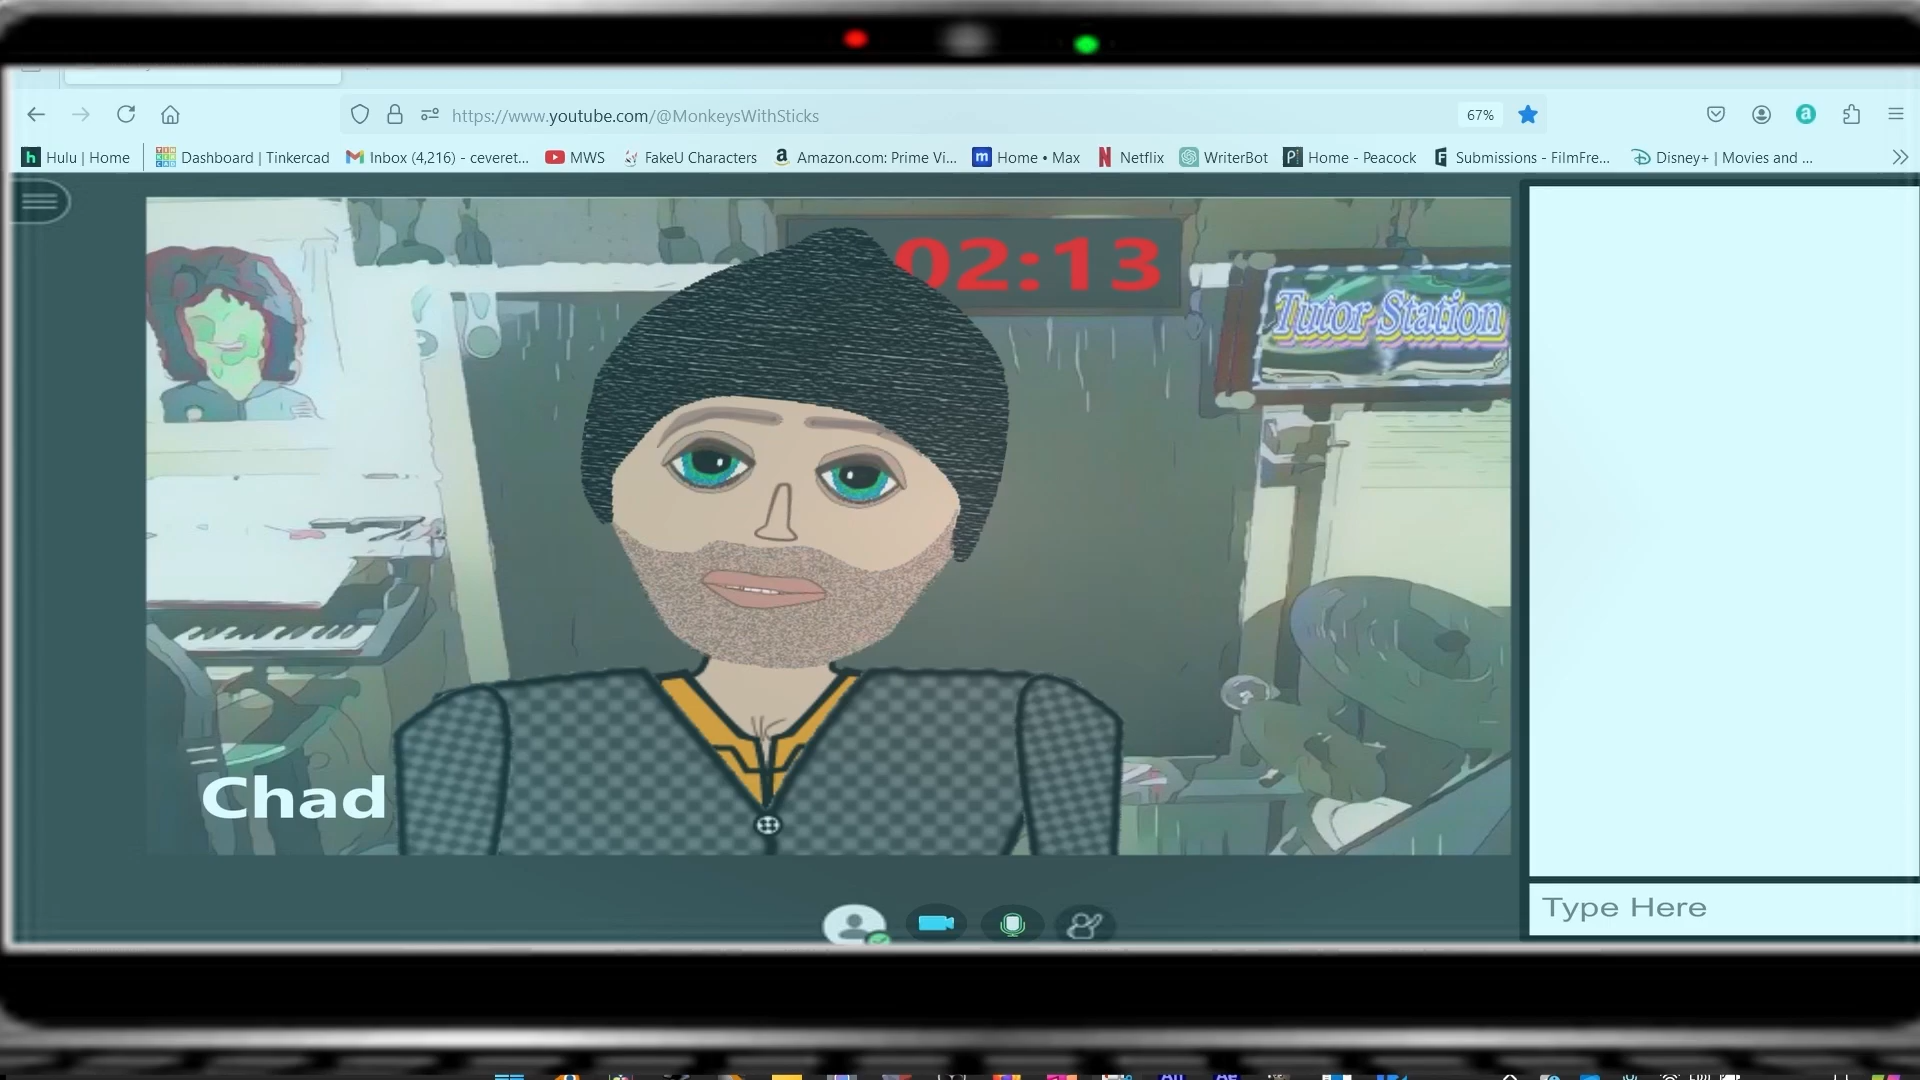 https://www.youtube.com/@MonkeysWithSticks
67%
Hulu | Home
Dashboard | Tinkercad
Inbox (4,216) - ceveret...
MWS
FakeU Characters
Amazon.com: Prime Vi...
Home • Max
Netflix
WriterBot
Home - Peacock
Submissions - FilmFre...
Disney+ | Movies and ...
02:13
Tutor Station
Chad
Type Here